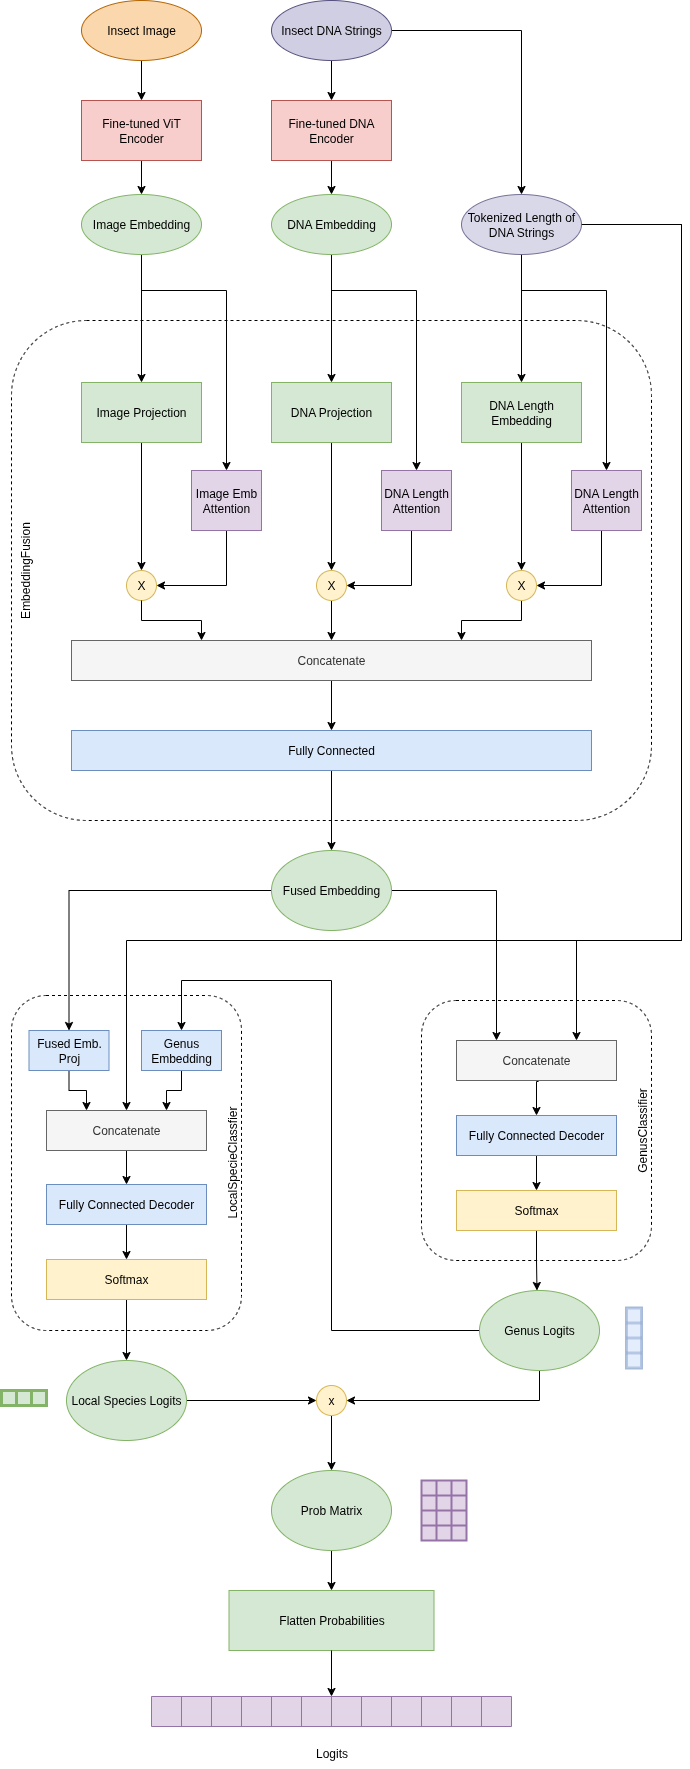 Insect Image
Insect DNA Strings
Fine-tuned ViT
Encoder
Fine-tuned DNA
Encoder
Image Embedding
DNA Embedding
Tokenized Length of
DNA Strings
Image Projection
DNA Projection
DNA Length
Embedding
Image Emb
Attention
DNA Length
Attention
DNA Length
Attention
EmbeddingFusion
X
X
X
Concatenate
Fully Connected
Fused Embedding
Fused Emb.
Proj
Genus
Embedding
Concatenate
Fully Connected Decoder
Softmax
LocalSpecieClassfier
Concatenate
Fully Connected Decoder
Softmax
GenusClassifier
Genus Logits
Local Species Logits
x
Prob Matrix
Flatten Probabilities
Logits